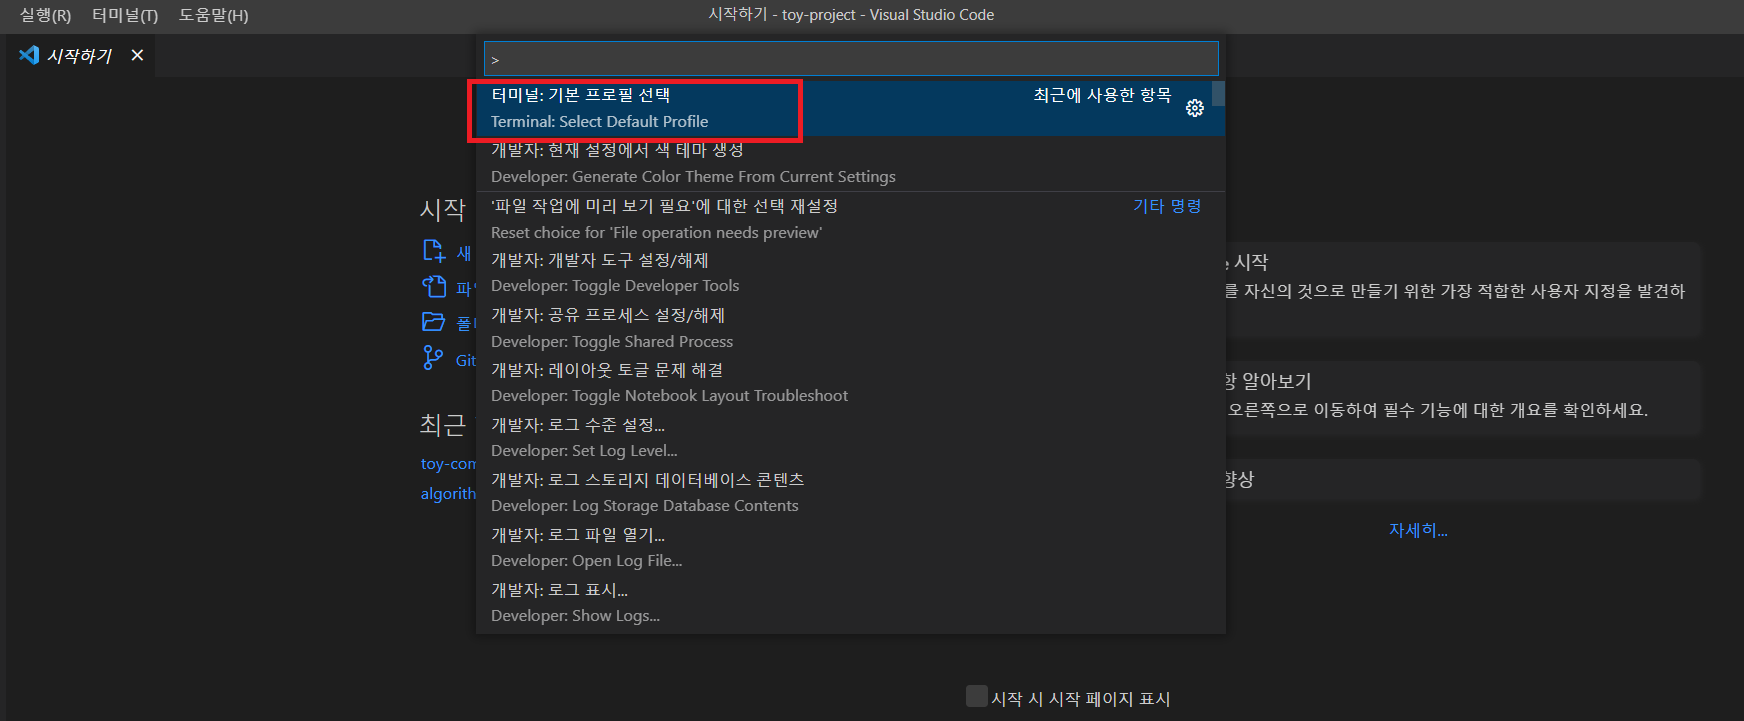 실행(R) 터미널(T) 도움말(H)
시작하기 - toy-project - Visual Studio Code
시작하기
>
터미널: 기본 프로필 선택
최근에 사용한 항목
Terminal: Select Default Profile
개발자: 현재 설정에서 색 테마 생성
Developer: Generate Color Theme From Current Settings
'파일 작업에 미리 보기 필요'에 대한 선택 재설정
기타 명령
Reset choice for 'File operation needs preview'
개발자: 개발자 도구 설정/해제
Developer: Toggle Developer Tools
개발자: 공유 프로세스 설정/해제
Developer: Toggle Shared Process
개발자: 레이아웃 토글 문제 해결
Developer: Toggle Notebook Layout Troubleshoot
개발자: 로그 수준 설정...
Developer: Set Log Level...
개발자: 로그 스토리지 데이터베이스 콘텐츠
Developer: Log Storage Database Contents
개발자: 로그 파일 열기...
Developer: Open Log File...
개발자: 로그 표시...
Developer: Show Logs...
시작
새
Git
최근
toy-com
algorith
시작
를 자신의 것으로 만들기 위한 가장 적합한 사용자 지정을 발견하
알아보기
오른쪽으로 이동하여 필수 기능에 대한 개요를 확인하세요.
향상
자세히...
시작 시 시작 페이지 표시